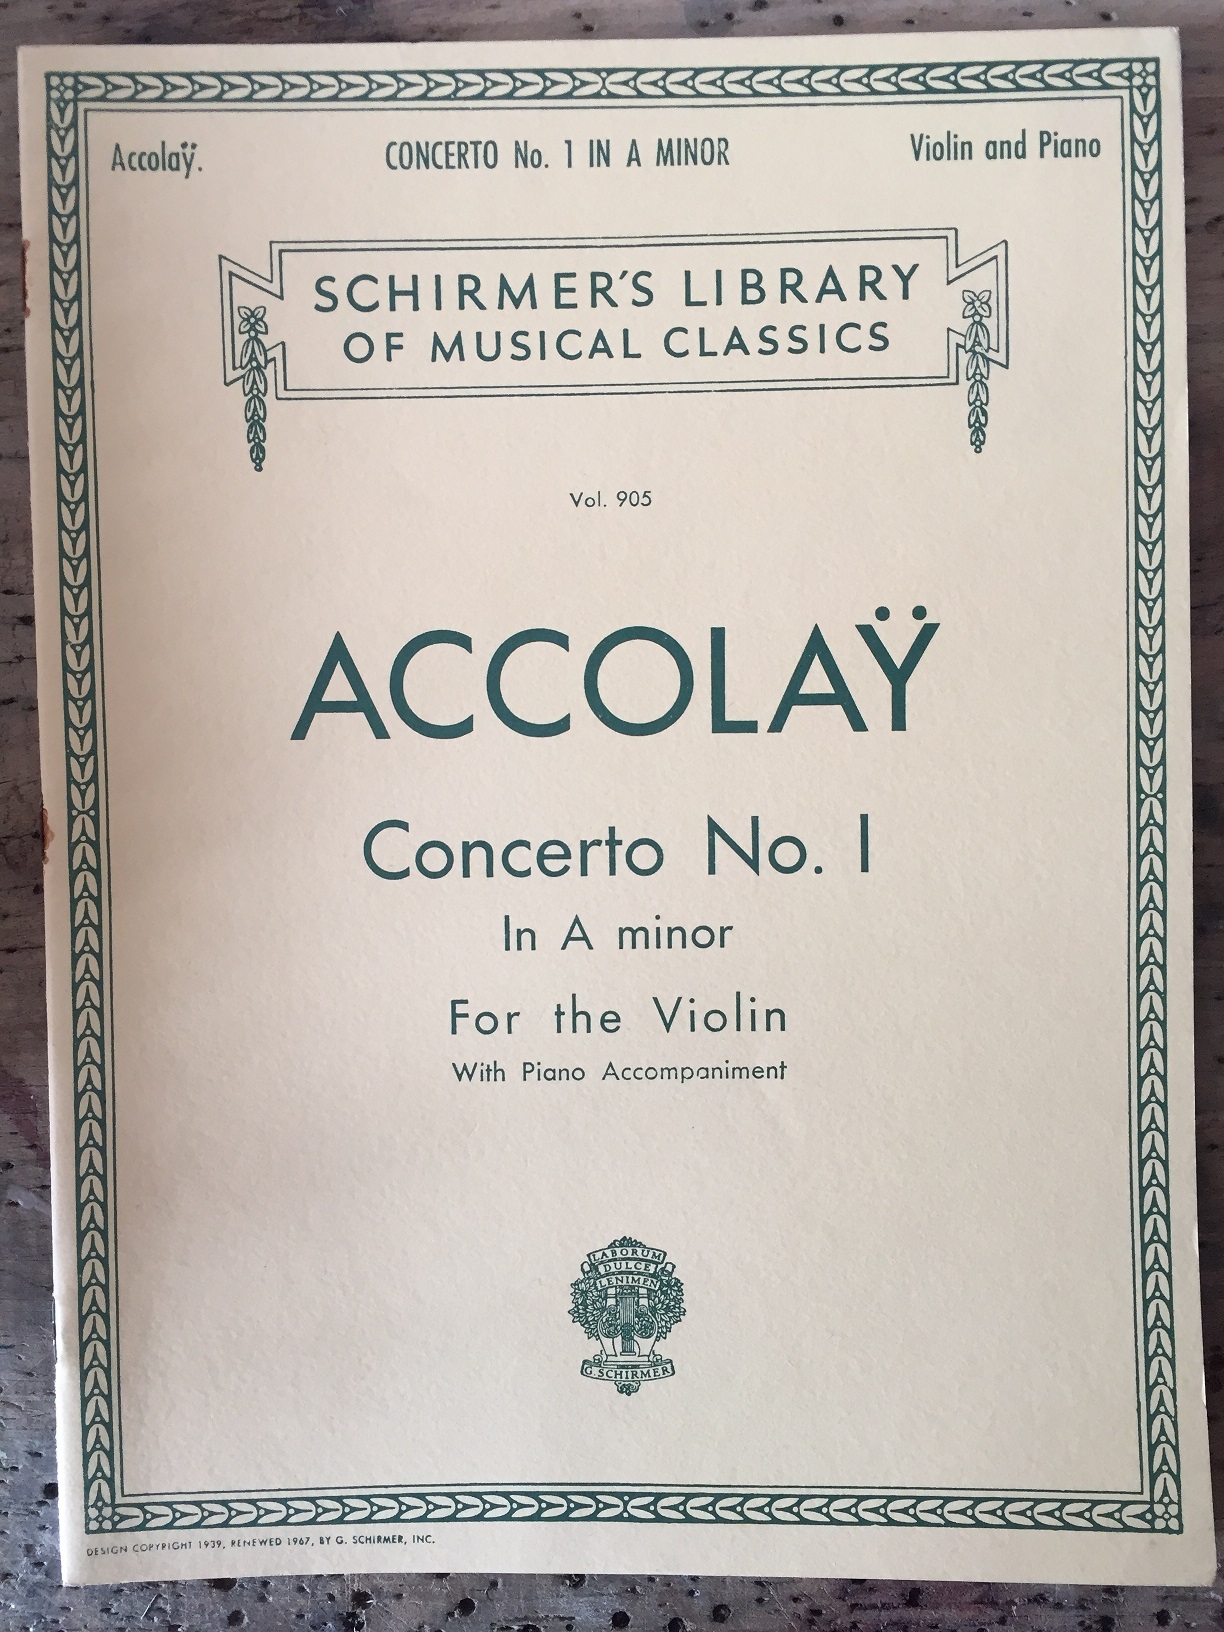 Accolaÿ.
CONCERTO No. 1 IN A MINOR
Violin and Piano
SCHIRMER'S LIBRARY
OF MUSICAL CLASSICS
Vol. 905
ACCOLAŸ
Concerto No. 1
In A minor
For the Violin
With Piano Accompaniment
LABORUM
DULCE
LENIMEN
G. SCHIRMER
DESIGN COPYRIGHT 1939, RENEWED 1967, BY G. SCHIRMER, INC.